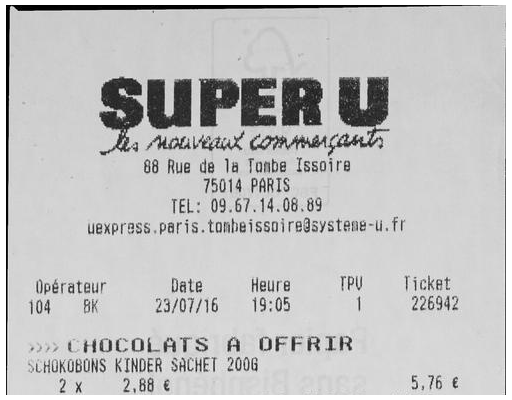 SUPER U
les nouveaux commerçants
88 Rue de la Tombe Issoire
75014 PARIS
TEL: 09.67.14.08.89
uexpress.paris.tombeissoire@systeme-u.fr
Opérateur Date Heure TPV Ticket
104 BK 23/07/16 19:05 1 226942
>>>> CHOCOLATS A OFFRIR
SCHOKOBONS KINDER SACHET 200G
2 x 2,88 € 5,76 €